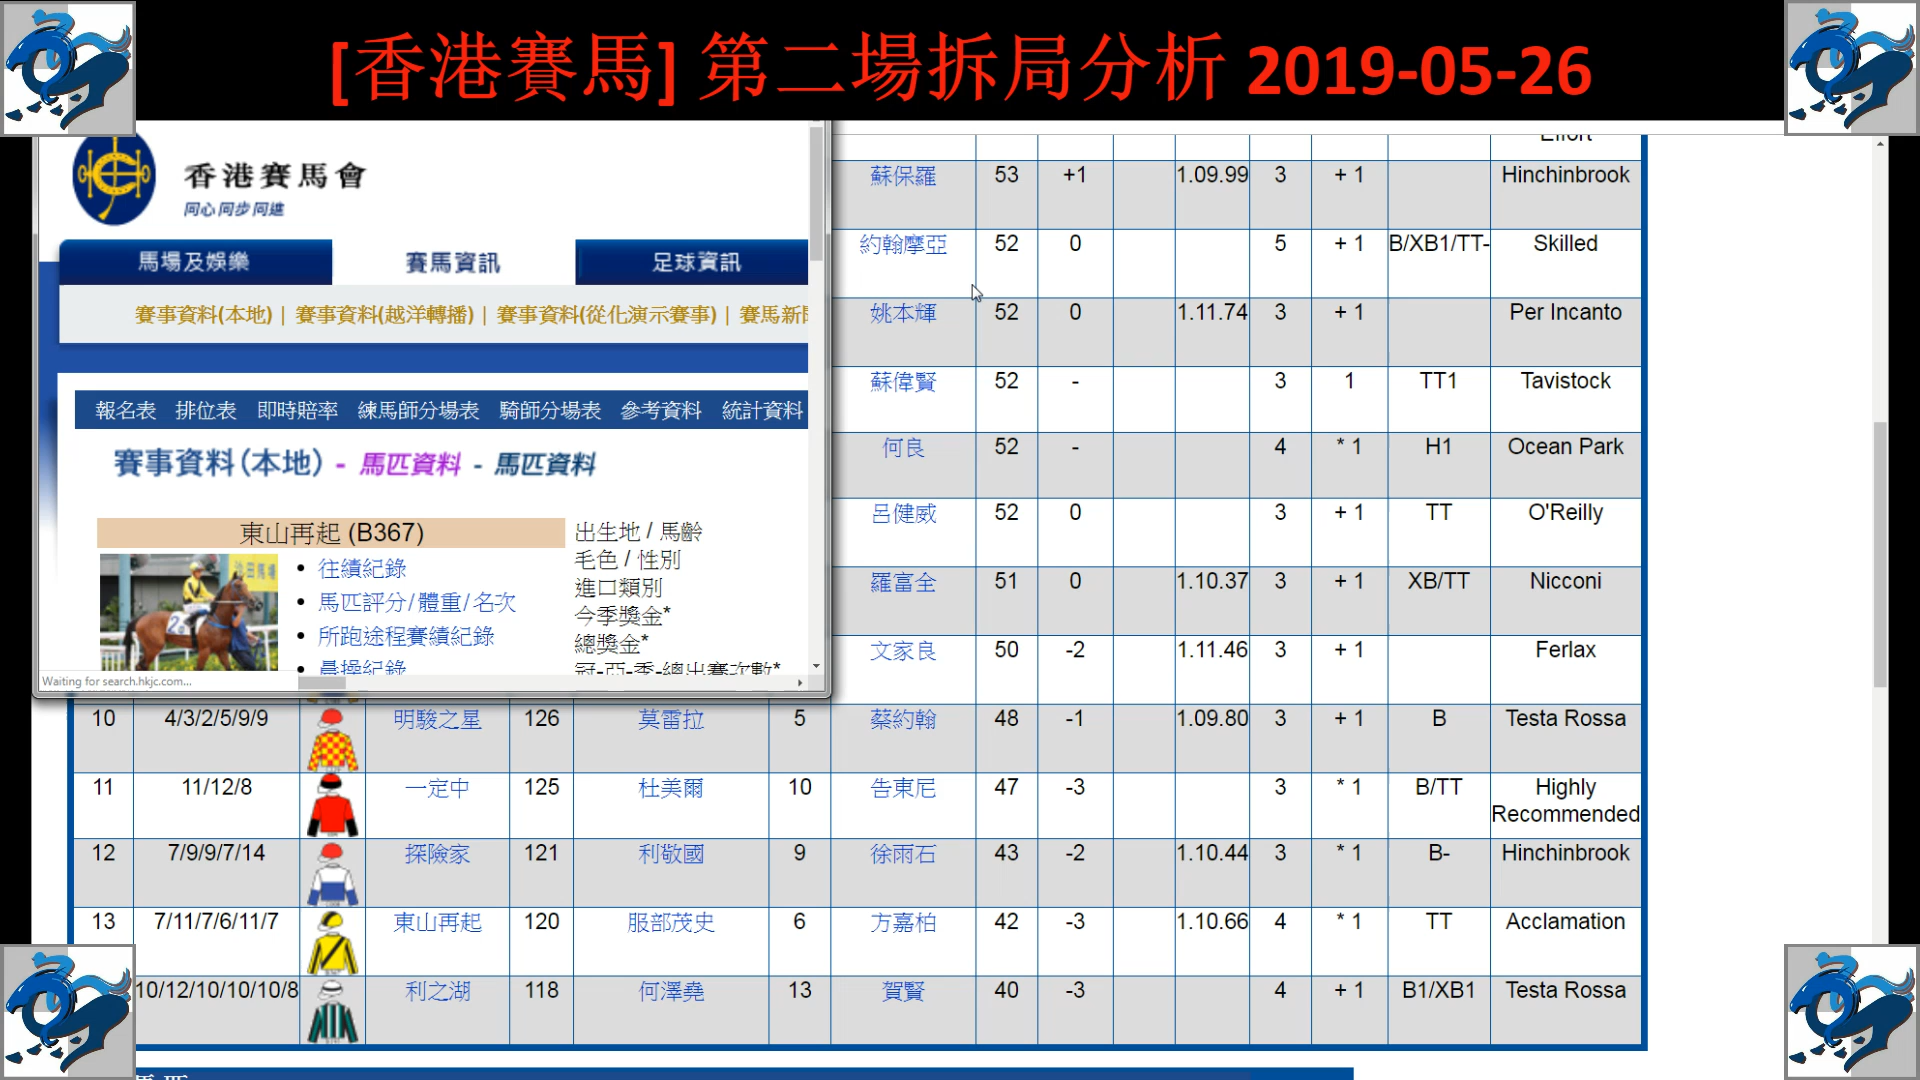 [香港賽馬] 第二場拆局分析 2019-05-26
香港賽馬會
同心同步同進
馬場及娛樂 賽馬資訊 足球資訊
賽事資料(本地) | 賽事資料(越洋轉播) | 賽事資料(從化演示賽事) | 賽馬新
報名表 排位表 即時賠率 練馬師分場表 騎師分場表 參考資料 統計資料
賽事資料(本地) - 馬匹資料 - 馬匹資料
東山再起 (B367)
• 往績紀錄
• 馬匹評分/體重/名次
• 所跑途程賽績紀錄
• 晨操紀錄
出生地 / 馬齡
毛色 / 性別
進口類別
今季獎金*
總獎金*
冠-亞-季-總出賽次數*
Waiting for search.hkjc.com...
Effort
蘇保羅 53 +1 1.09.99 3 + 1 Hinchinbrook
約翰摩亞 52 0 5 + 1 B/XB1/TT- Skilled
姚本輝 52 0 1.11.74 3 + 1 Per Incanto
蘇偉賢 52 - 3 1 TT1 Tavistock
何良 52 - 4 * 1 H1 Ocean Park
呂健威 52 0 3 + 1 TT O'Reilly
羅富全 51 0 1.10.37 3 + 1 XB/TT Nicconi
文家良 50 -2 1.11.46 3 + 1 Ferlax
10 4/3/2/5/9/9 明駿之星 126 莫雷拉 5 蔡約翰 48 -1 1.09.80 3 + 1 B Testa Rossa
11 11/12/8 一定中 125 杜美爾 10 告東尼 47 -3 3 * 1 B/TT Highly Recommended
12 7/9/9/7/14 探險家 121 利敬國 9 徐雨石 43 -2 1.10.44 3 * 1 B- Hinchinbrook
13 7/11/7/6/11/7 東山再起 120 服部茂史 6 方嘉柏 42 -3 1.10.66 4 * 1 TT Acclamation
10/12/10/10/10/8 利之湖 118 何澤堯 13 賀賢 40 -3 4 + 1 B1/XB1 Testa Rossa